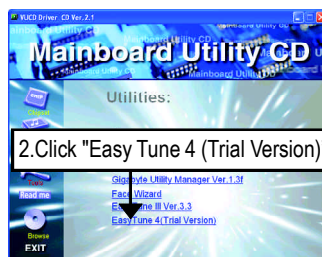 VUCD Driver CD Ver.2.1
Mainboard Utility CD
Utilities:
2.Click "Easy Tune 4 (Trial Version)
Gigabyte Utility Manager Ver.1.3f
Face Wizard
Tune III Ver.3.3
EasyTune 4(Trial Version)
Read me
Browse
EXIT